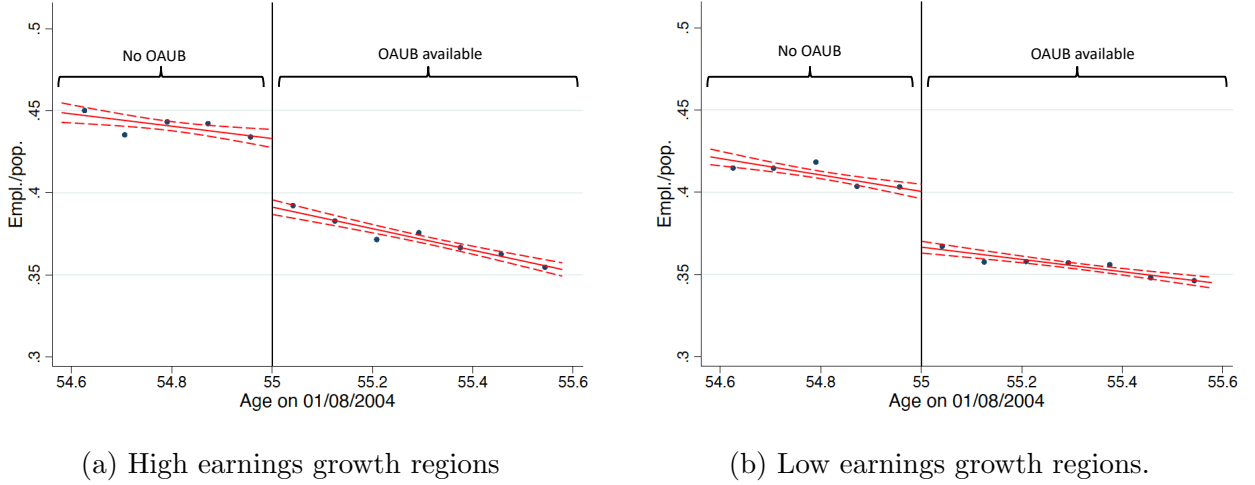 No OAUB
OAUB available
Empl./pop.
.5
.45
.4
.35
.3
54.6 54.8 55 55.2 55.4 55.6
Age on 01/08/2004
(a) High earnings growth regions
No OAUB
OAUB available
Empl./pop.
.5
.45
.4
.35
.3
54.6 54.8 55 55.2 55.4 55.6
Age on 01/08/2004
(b) Low earnings growth regions.